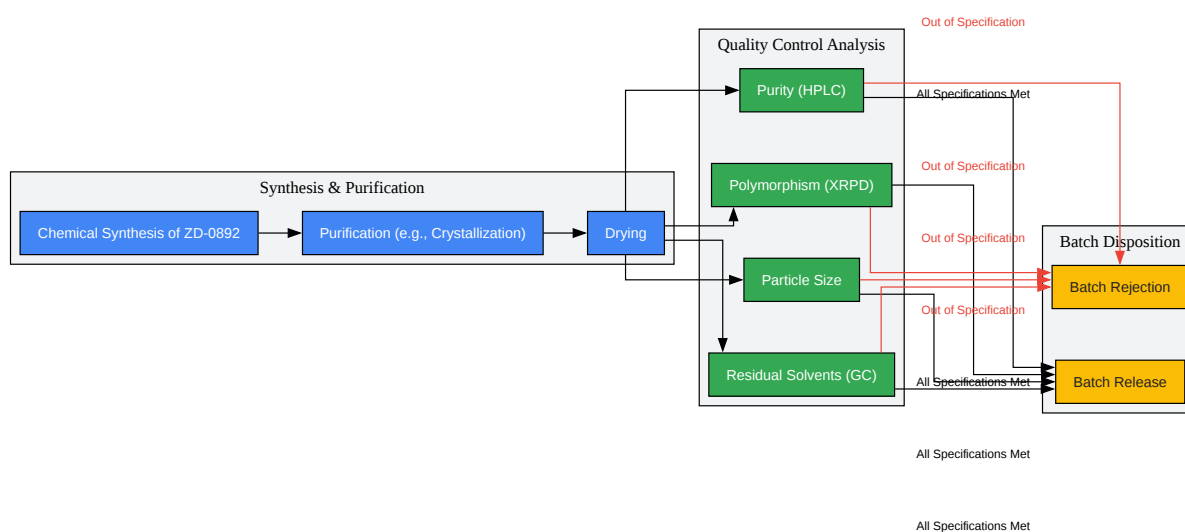 Out of Specification
Quality Control Analysis
Purity (HPLC)
All Specifications Met
Out of Specification
Polymorphism (XRPD)
Synthesis & Purification
Chemical Synthesis of ZD-0892
Purification (e.g., Crystallization)
Drying
Out of Specification
Batch Disposition
Particle Size
Batch Rejection
Out of Specification
Residual Solvents (GC)
All Specifications Met
Batch Release
All Specifications Met
All Specifications Met